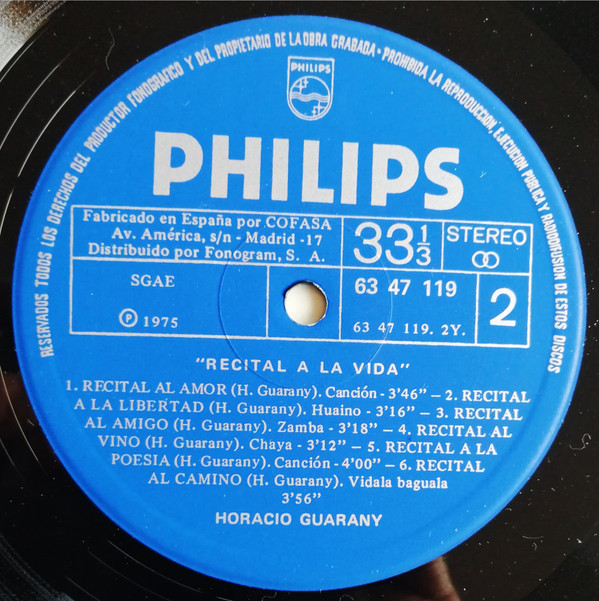 RESERVADOS TODOS LOS DERECHOS DEL PRODUCTOR FONOGRAFICO Y DEL PROPIETARIO DE LA OBRA GRABADA · PROHIBIDA LA REPRODUCCION, EJECUCION PUBLICA Y RADIODIFUSION DE ESTOS DISCOS
PHILIPS
PHILIPS
Fabricado en España por COFASA
Av. América, s/n - Madrid -17
Distribuido por Fonogram, S. A.
33 1/3
STEREO
SGAE
℗ 1975
63 47 119
63 47 119. 2Y.
2
"RECITAL A LA VIDA"
1. RECITAL AL AMOR (H. Guarany). Canción - 3'46" — 2. RECITAL
A LA LIBERTAD (H. Guarany). Huaino - 3'16" — 3. RECITAL
AL AMIGO (H. Guarany). Zamba - 3'18" — 4. RECITAL AL
VINO (H. Guarany). Chaya - 3'12" — 5. RECITAL A LA
POESIA (H. Guarany). Canción - 4'00" — 6. RECITAL
AL CAMINO (H. Guarany). Vidala baguala
3'56"
HORACIO GUARANY